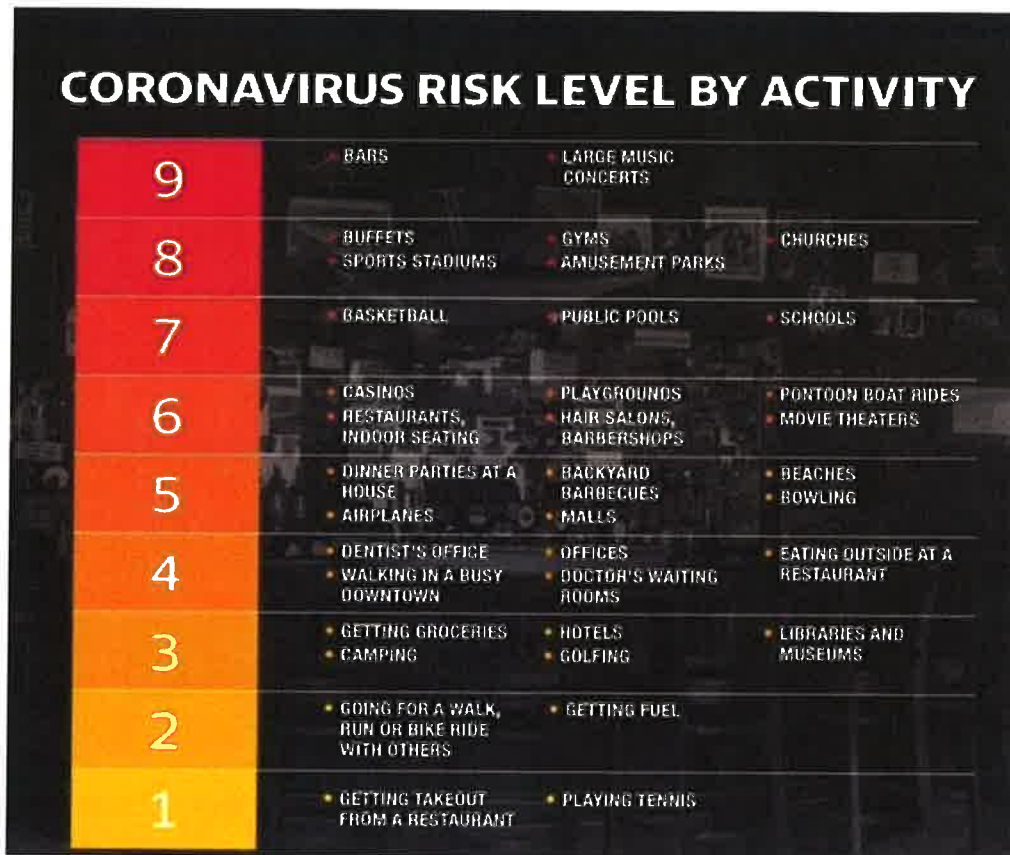 CORONAVIRUS RISK LEVEL BY ACTIVITY
9
BARS
LARGE MUSIC
CONCERTS
8
BUFFETS
SPORTS STADIUMS
GYMS
AMUSEMENT PARKS
CHURCHES
7
BASKETBALL
PUBLIC POOLS
SCHOOLS
6
CASINOS
RESTAURANTS,
INDOOR SEATING
PLAYGROUNDS
HAIR SALONS,
BARBERSHOPS
PONTOON BOAT RIDES
MOVIE THEATERS
5
DINNER PARTIES AT A
HOUSE
AIRPLANES
BACKYARD
BARBECUES
MALLS
BEACHES
BOWLING
4
DENTIST'S OFFICE
WALKING IN A BUSY
DOWNTOWN
OFFICES
DOCTOR'S WAITING
ROOMS
EATING OUTSIDE AT A
RESTAURANT
3
GETTING GROCERIES
CAMPING
HOTELS
GOLFING
LIBRARIES AND
MUSEUMS
2
GOING FOR A WALK,
RUN OR BIKE RIDE
WITH OTHERS
GETTING FUEL
1
GETTING TAKEOUT
FROM A RESTAURANT
PLAYING TENNIS